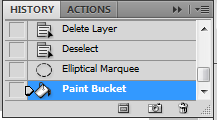 HISTORY ACTIONS
Delete Layer
Deselect
Elliptical Marquee
Paint Bucket